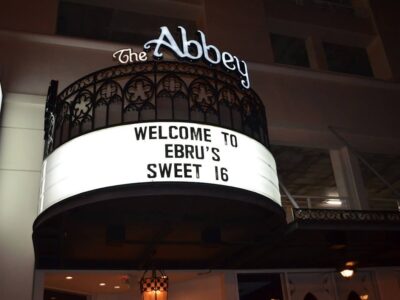 The Abbey
WELCOME TO
EBRU'S
SWEET 16